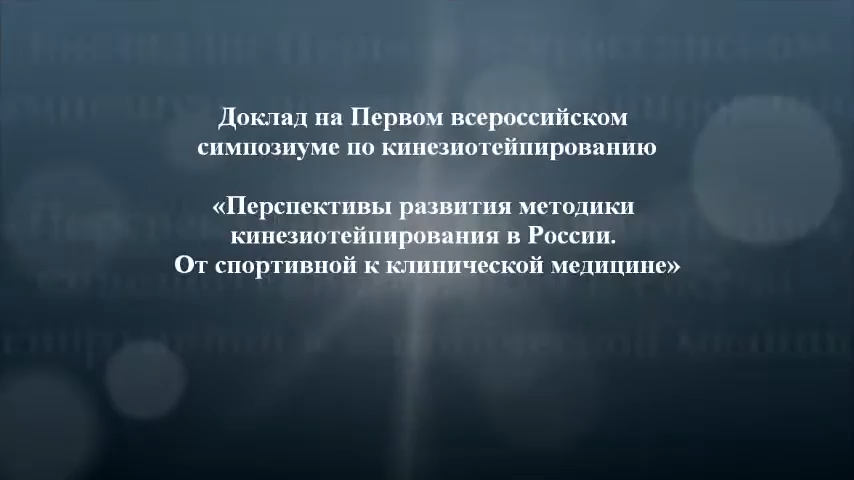 Доклад на Первом всероссийском
симпозиуме по кинезиотейпированию
«Перспективы развития методики
кинезиотейпирования в России.
От спортивной к клинической медицине»